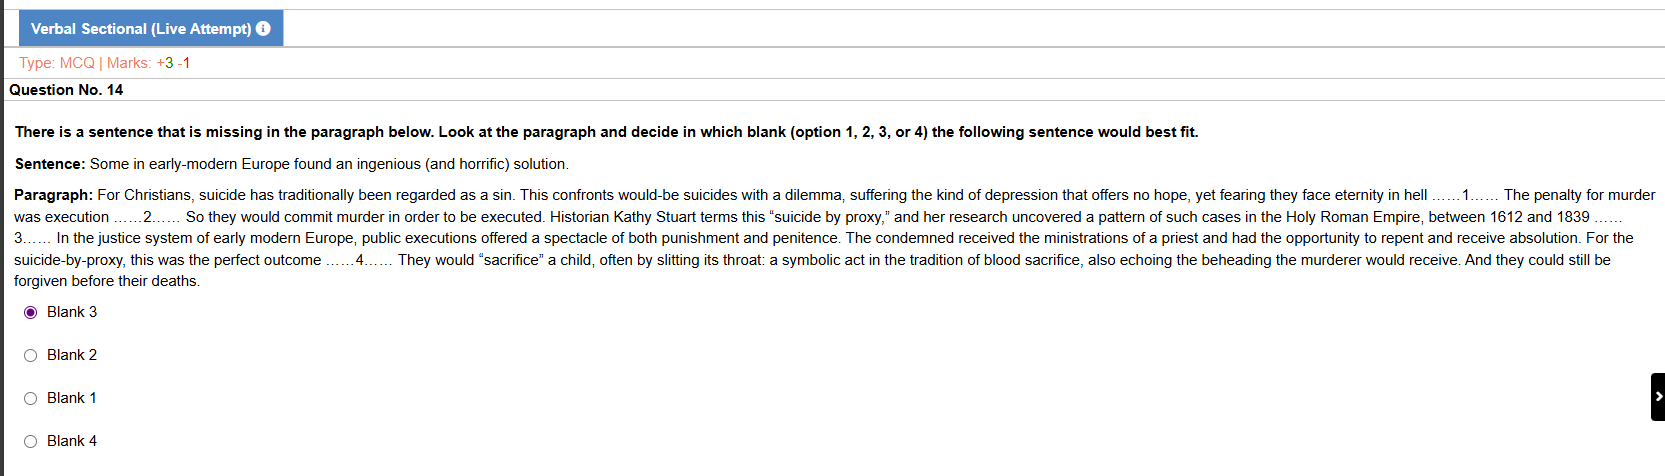 Verbal Sectional (Live Attempt) i
Type: MCQ | Marks: +3 -1
Question No. 14
There is a sentence that is missing in the paragraph below. Look at the paragraph and decide in which blank (option 1, 2, 3, or 4) the following sentence would best fit.
Sentence: Some in early-modern Europe found an ingenious (and horrific) solution.
Paragraph: For Christians, suicide has traditionally been regarded as a sin. This confronts would-be suicides with a dilemma, suffering the kind of depression that offers no hope, yet fearing they face eternity in hell ……1…… The penalty for murder
was execution ……2…… So they would commit murder in order to be executed. Historian Kathy Stuart terms this “suicide by proxy,” and her research uncovered a pattern of such cases in the Holy Roman Empire, between 1612 and 1839 ……
3…… In the justice system of early modern Europe, public executions offered a spectacle of both punishment and penitence. The condemned received the ministrations of a priest and had the opportunity to repent and receive absolution. For the
suicide-by-proxy, this was the perfect outcome ……4…… They would “sacrifice” a child, often by slitting its throat: a symbolic act in the tradition of blood sacrifice, also echoing the beheading the murderer would receive. And they could still be
forgiven before their deaths.
Blank 3
Blank 2
Blank 1
Blank 4